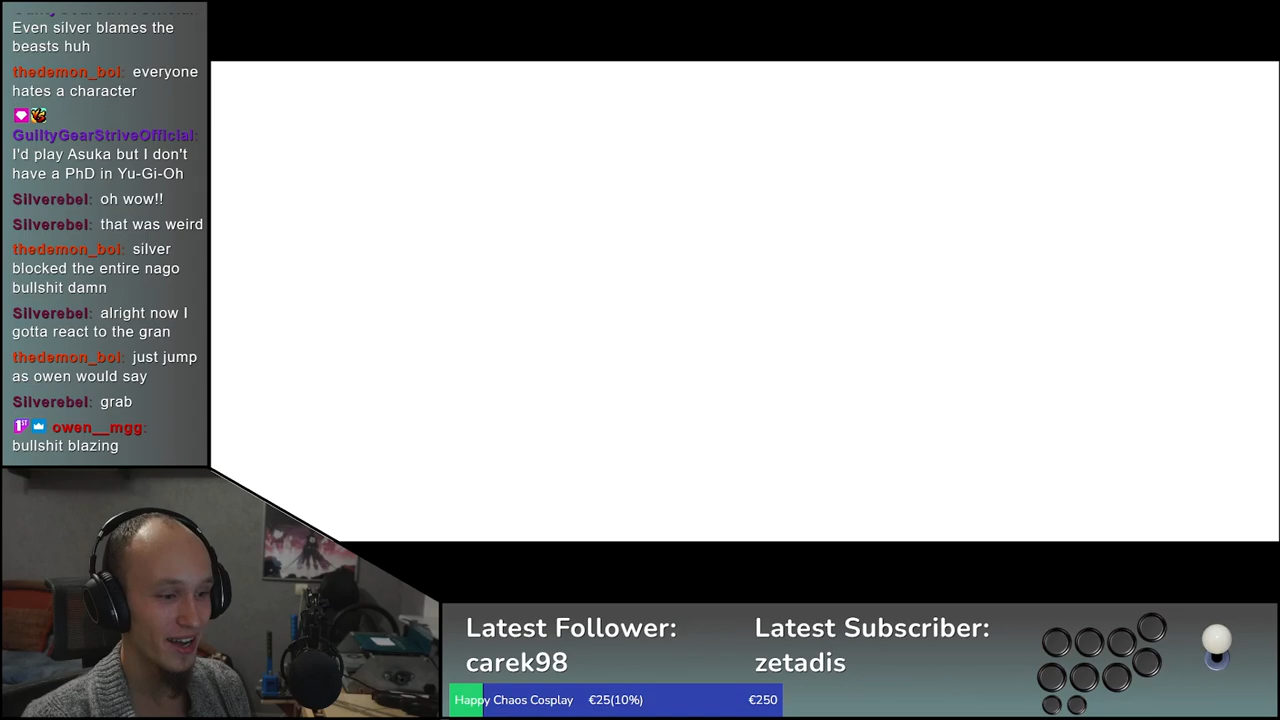 Even silver blames the
beasts huh
thedemon_boi: everyone
hates a character
GuiltyGearStriveOfficial:
I'd play Asuka but I don't
have a PhD in Yu-Gi-Oh
Silverebel: oh wow!!
Silverebel: that was weird
thedemon_boi: silver
blocked the entire nago
bullshit damn
Silverebel: alright now I
gotta react to the gran
thedemon_boi: just jump
as owen would say
Silverebel: grab
1ST owen__mgg:
bullshit blazing
Latest Follower:
carek98
Latest Subscriber:
zetadis
Happy Chaos Cosplay €25(10%) €250